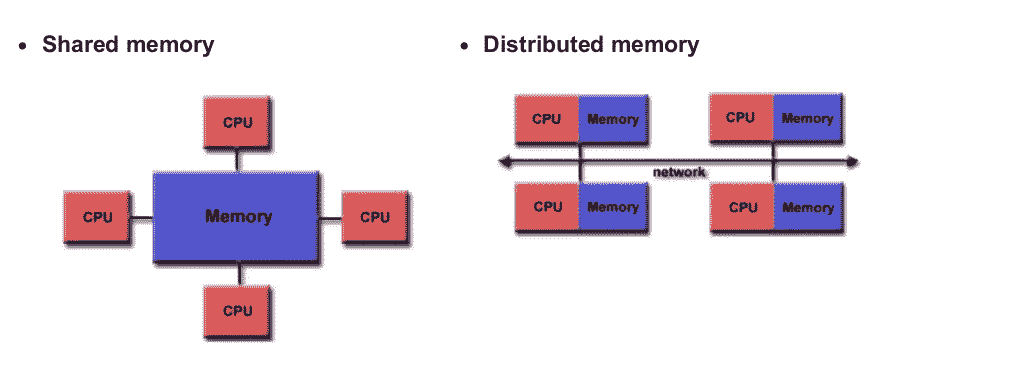 • Shared memory
CPU
CPU
Memory
CPU
CPU
• Distributed memory
CPU Memory
CPU Memory
network
CPU Memory
CPU Memory